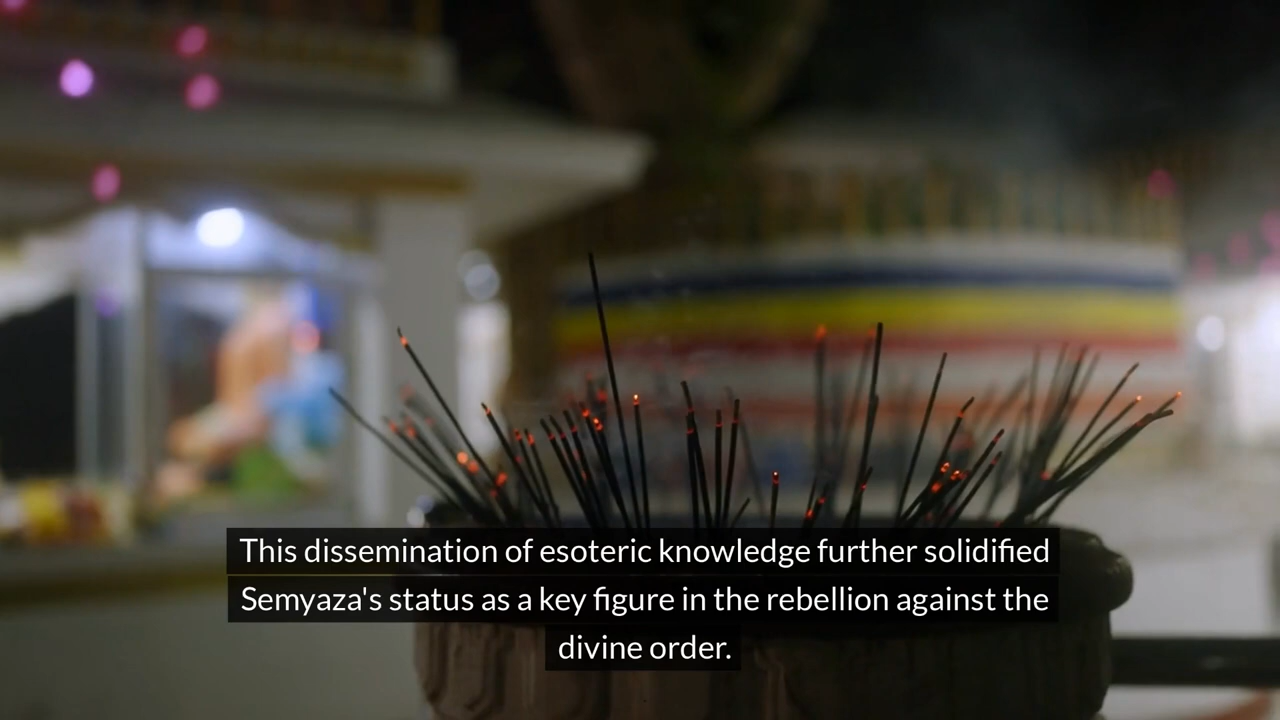 This dissemination of esoteric knowledge further solidified
Semyaza's status as a key figure in the rebellion against the
divine order.